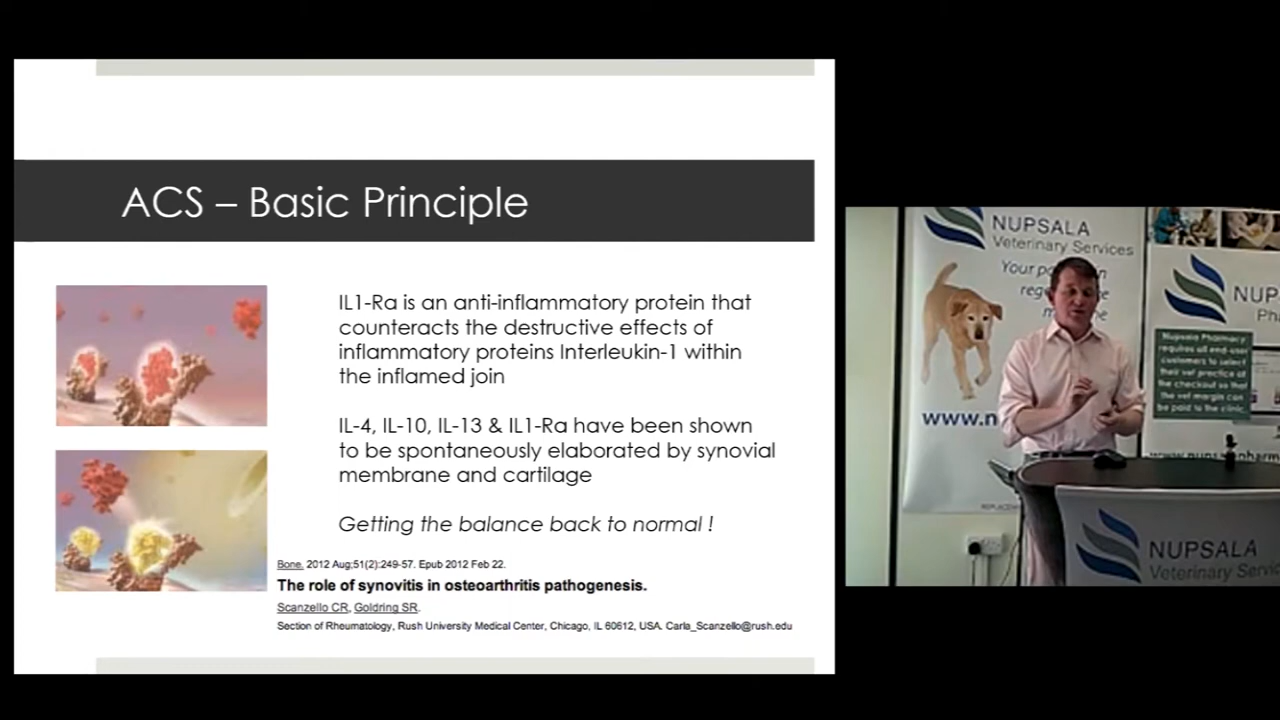 ACS – Basic Principle
IL1-Ra is an anti-inflammatory protein that
counteracts the destructive effects of
inflammatory proteins Interleukin-1 within
the inflamed join
IL-4, IL-10, IL-13 & IL1-Ra have been shown
to be spontaneously elaborated by synovial
membrane and cartilage
Getting the balance back to normal !
Bone. 2012 Aug;51(2):249-57. Epub 2012 Feb 22.
The role of synovitis in osteoarthritis pathogenesis.
Scanzello CR, Goldring SR.
Section of Rheumatology, Rush University Medical Center, Chicago, IL 60612, USA. Carla_Scanzello@rush.edu
NUPSALA
Veterinary Services
Your
www.n
NUP
Nupsala Pharmacy
requires all end-user
customers to select
their vet practice at
the checkout so that
the vet margin can
be paid to the clinic.
NUPSALA
Veterinary Servic